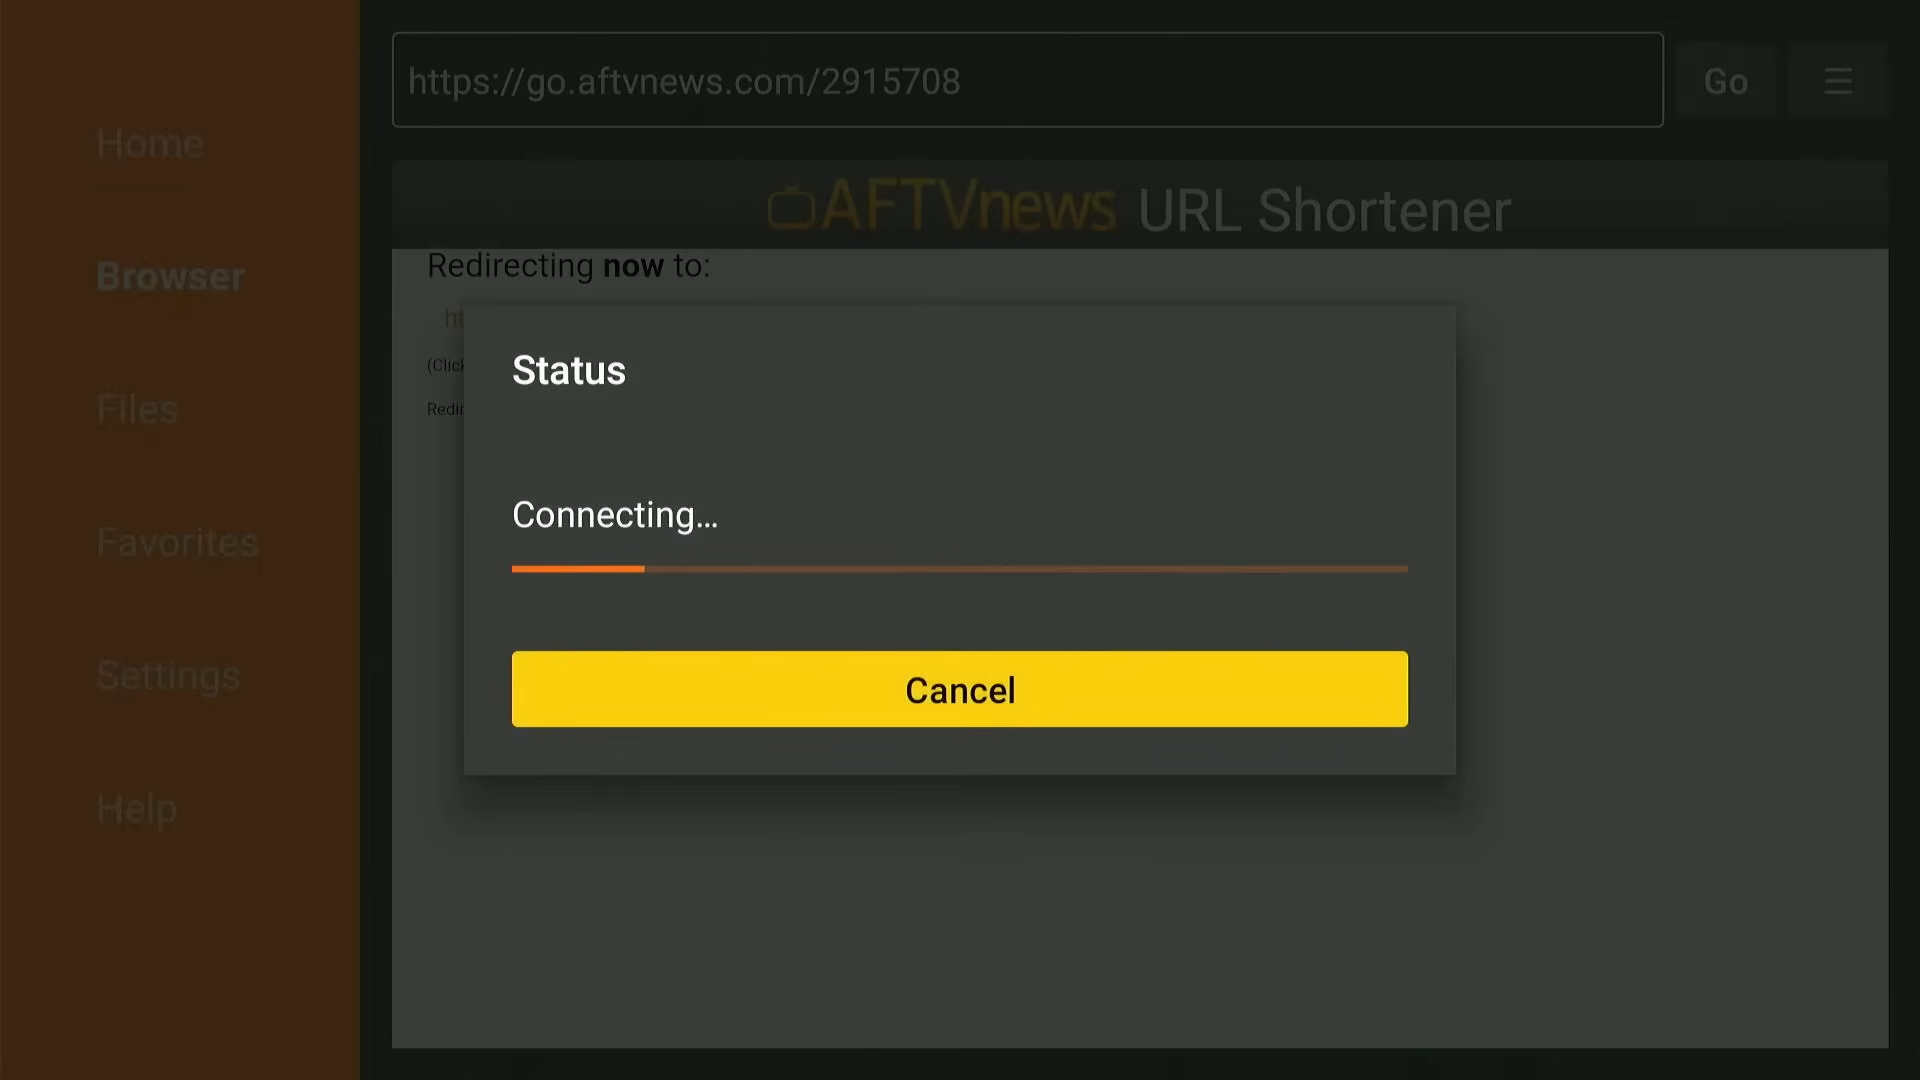 https://go.aftvnews.com/2915708
Go
Home
Browser
Files
Favorites
Settings
Help
AFTVnews URL Shortener
Redirecting now to:
Status
Connecting...
Cancel